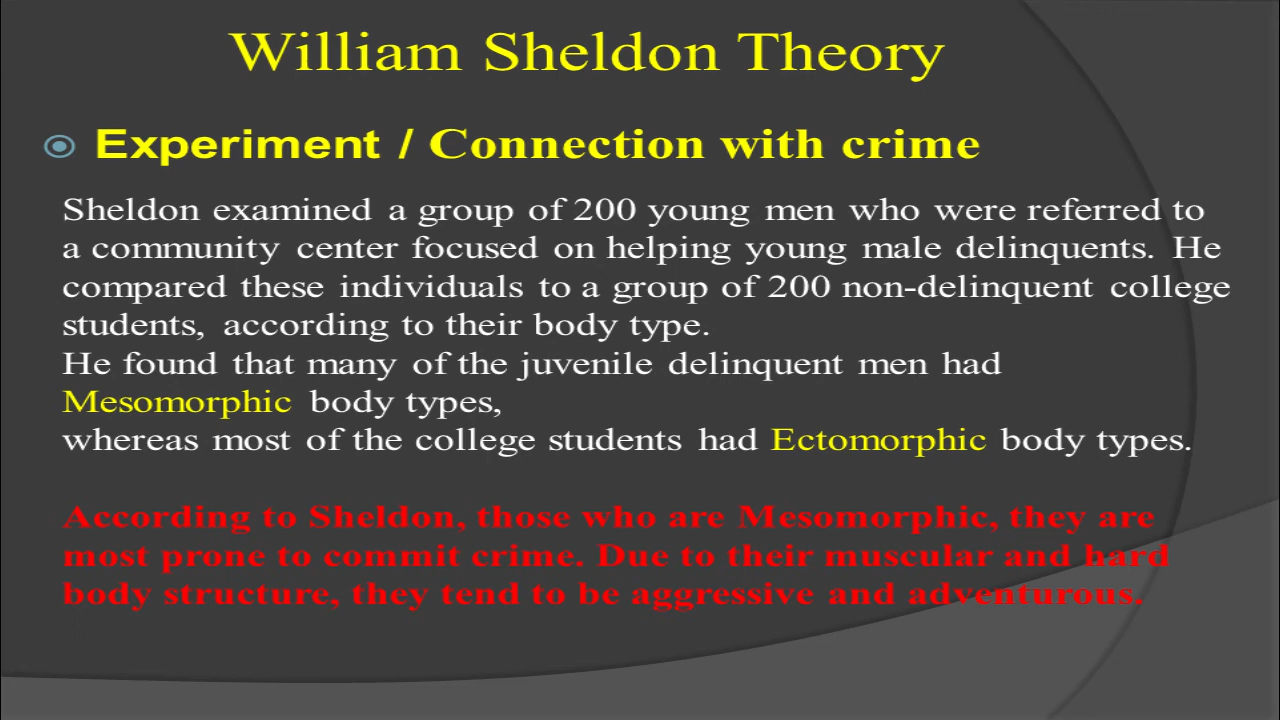 William Sheldon Theory
Experiment / Connection with crime
Sheldon examined a group of 200 young men who were referred to
a community center focused on helping young male delinquents. He
compared these individuals to a group of 200 non-delinquent college
students, according to their body type.
He found that many of the juvenile delinquent men had
Mesomorphic body types,
whereas most of the college students had Ectomorphic body types.
According to Sheldon, those who are Mesomorphic, they are
most prone to commit crime. Due to their muscular and hard
body structure, they tend to be aggressive and adventurous.